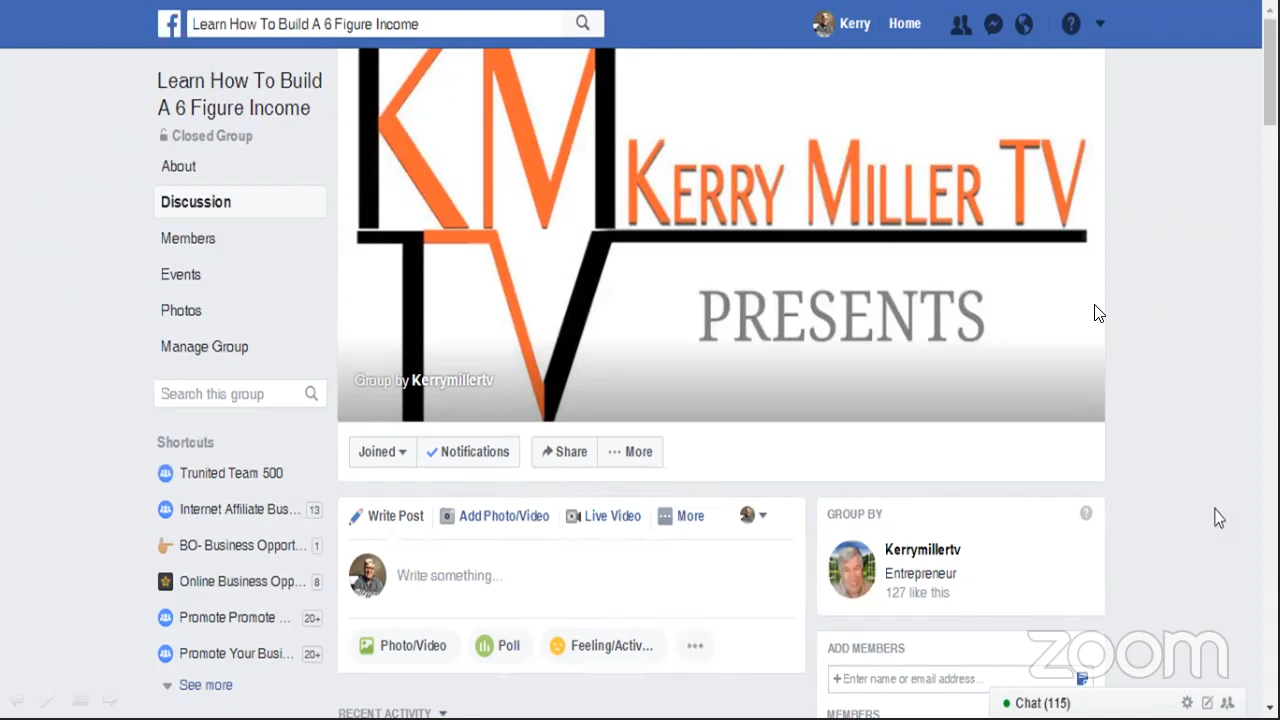 Learn How To Build A 6 Figure Income
Kerry
Home
Learn How To Build
A 6 Figure Income
Closed Group
About
Discussion
Members
Events
Photos
Manage Group
Search this group
Shortcuts
Trunited Team 500
Internet Affiliate Bus... 13
BO- Business Opport... 1
Online Business Opp... 8
Promote Promote ... 20+
Promote Your Busi... 20+
See more
KM
TV
KERRY MILLER TV
PRESENTS
Group by Kerrymillertv
Joined
Notifications
Share
More
Write Post
Add Photo/Video
Live Video
More
Write something...
Photo/Video
Poll
Feeling/Activ...
RECENT ACTIVITY
GROUP BY
Kerrymillertv
Entrepreneur
127 like this
ADD MEMBERS
+Enter name or email address...
MEMBERS
Chat (115)
zoom